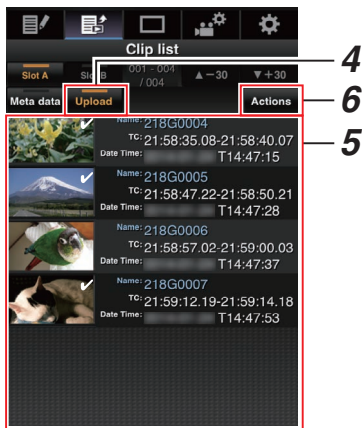 Clip list
Slot A Slot B 001 - 004 / 004 ▲−30 ▼+30
Meta data Upload Actions
Name: 218G0004
TC: 21:58:35.08-21:58:40.07
Date Time: T14:47:15
Name: 218G0005
TC: 21:58:47.22-21:58:50.21
Date Time: T14:47:28
Name: 218G0006
TC: 21:58:57.02-21:59:00.03
Date Time: T14:47:37
Name: 218G0007
TC: 21:59:12.19-21:59:14.18
Date Time: T14:47:53
4
6
5